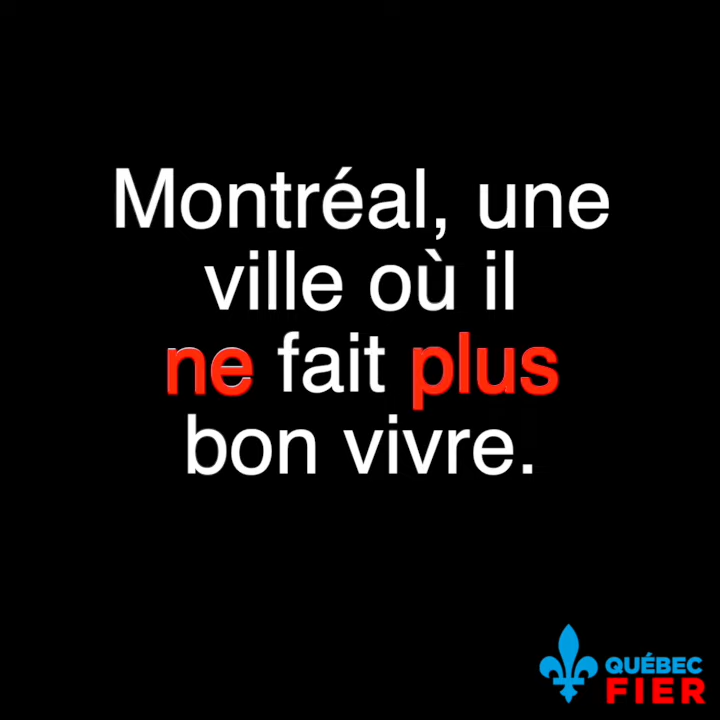 Montréal, une
ville où il
ne fait plus
bon vivre.
QUÉBEC
FIER